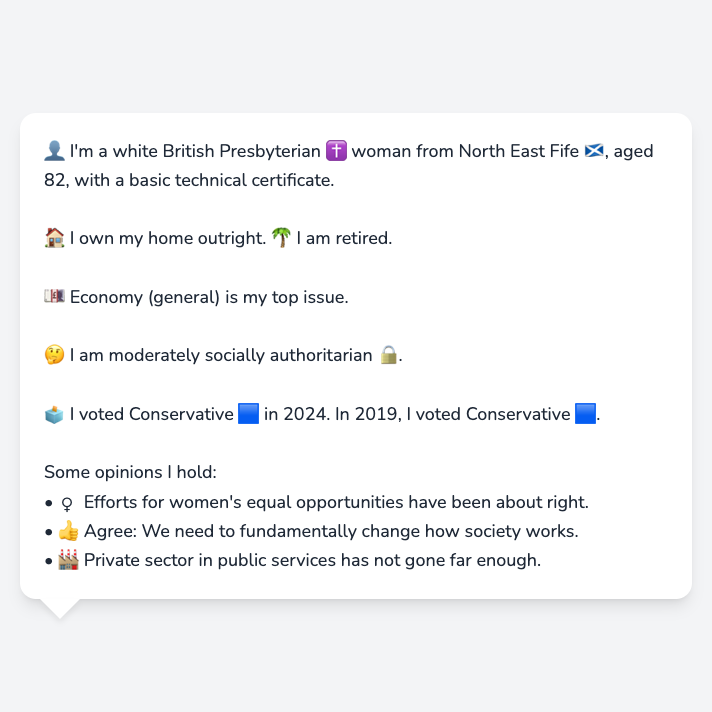 👤 I'm a white British Presbyterian ✝️ woman from North East Fife 🏴󠁧󠁢󠁳󠁣󠁴󠁿, aged
82, with a basic technical certificate.
🏠 I own my home outright. 🌴 I am retired.
💷 Economy (general) is my top issue.
🤔 I am moderately socially authoritarian 🔒.
🗳️ I voted Conservative 🟦 in 2024. In 2019, I voted Conservative 🟦.
Some opinions I hold:
• ♀ Efforts for women's equal opportunities have been about right.
• 👍 Agree: We need to fundamentally change how society works.
• 🏭 Private sector in public services has not gone far enough.